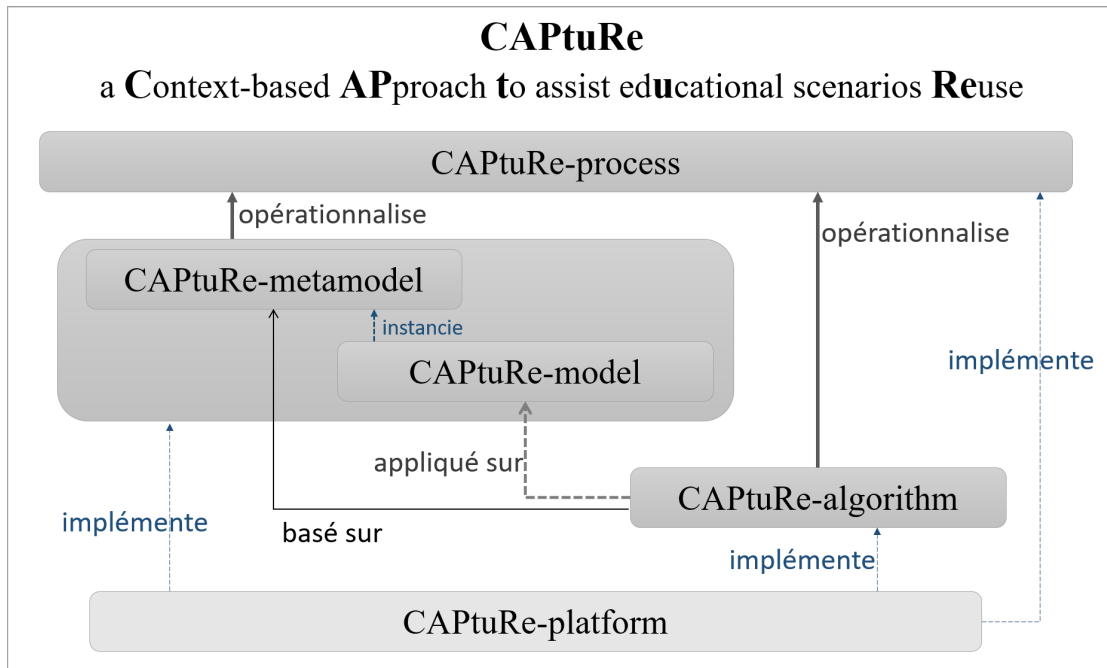 CAPtuRe
a Context-based APproach to assist educational scenarios Reuse
CAPtuRe-process
opérationnalise
opérationnalise
CAPtuRe-metamodel
instancie
CAPtuRe-model
implémente
appliqué sur
CAPtuRe-algorithm
implémente
basé sur
implémente
CAPtuRe-platform